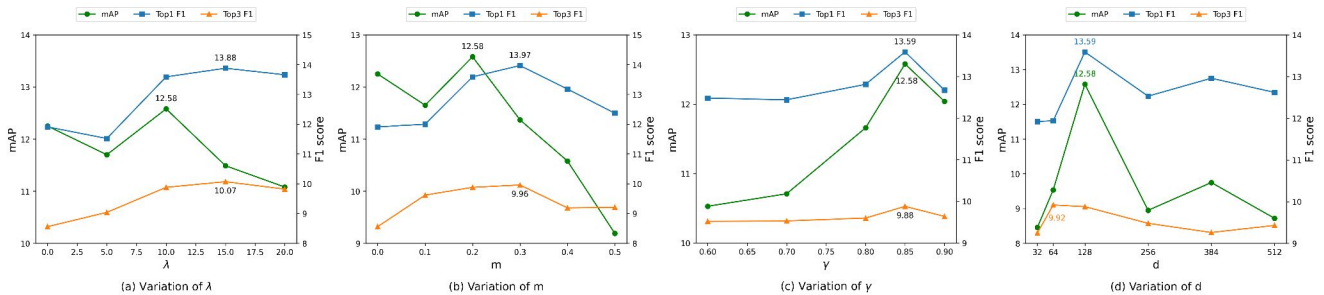 mAP Top1 F1 Top3 F1
14 13 12 11 10
mAP
15 14 13 12 11 10 9 8
F1 score
12.58
13.88
10.07
0.0 2.5 5.0 7.5 10.0 12.5 15.0 17.5 20.0
λ
(a) Variation of λ
mAP Top1 F1 Top3 F1
13 12 11 10 9
mAP
15 14 13 12 11 10 9 8
F1 score
12.58
13.97
9.96
0.0 0.1 0.2 0.3 0.4 0.5
m
(b) Variation of m
mAP Top1 F1 Top3 F1
13 12 11 10
mAP
14 13 12 11 10 9
F1 score
13.59
12.58
9.88
0.60 0.65 0.70 0.75 0.80 0.85 0.90
γ
(c) Variation of γ
mAP Top1 F1 Top3 F1
14 13 12 11 10 9 8
mAP
14 13 12 11 10 9
F1 score
13.59
12.58
9.92
32 64 128 256 384 512
d
(d) Variation of d